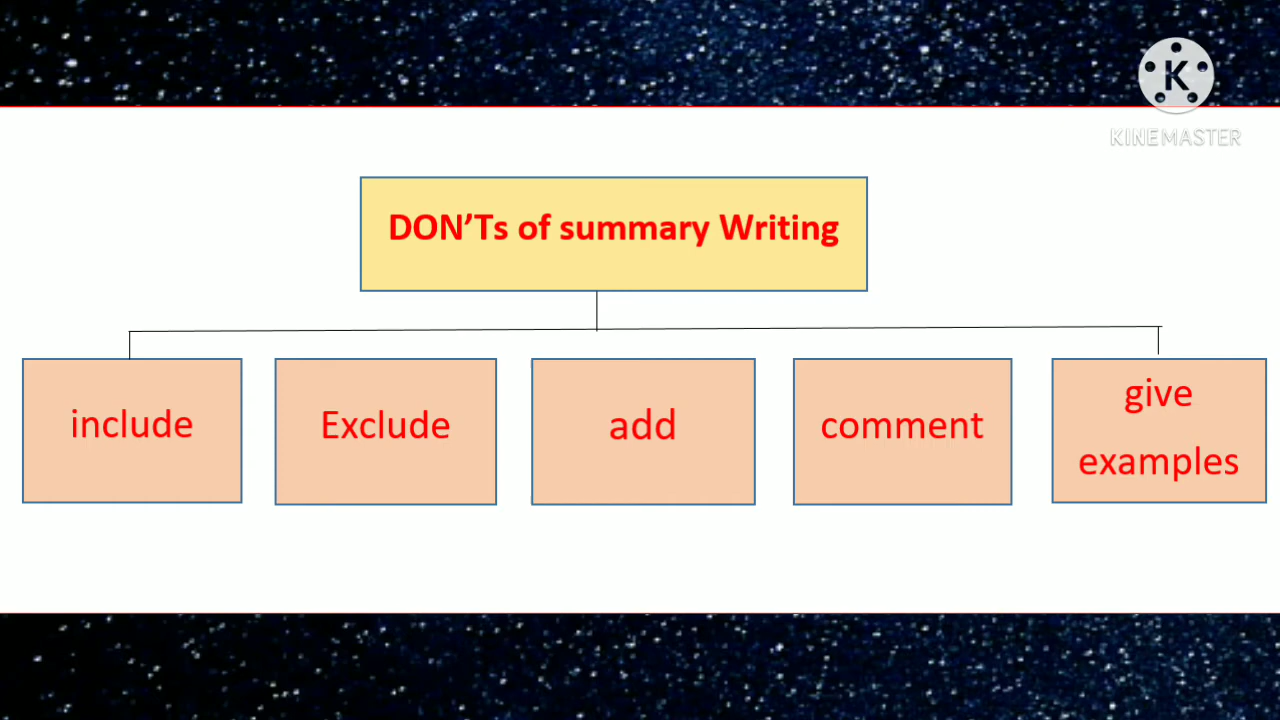 K
KINEMASTER
DON’Ts of summary Writing
include
Exclude
add
comment
give
examples